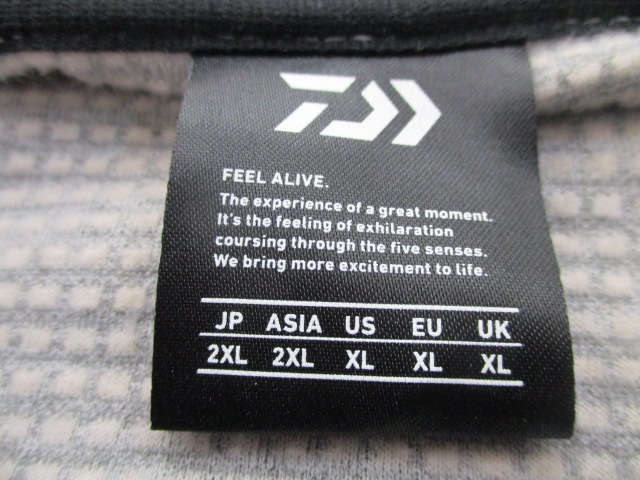 FEEL ALIVE.
The experience of a great moment.
It's the feeling of exhilaration
coursing through the five senses.
We bring more excitement to life.
JP ASIA US EU UK
2XL 2XL XL XL XL